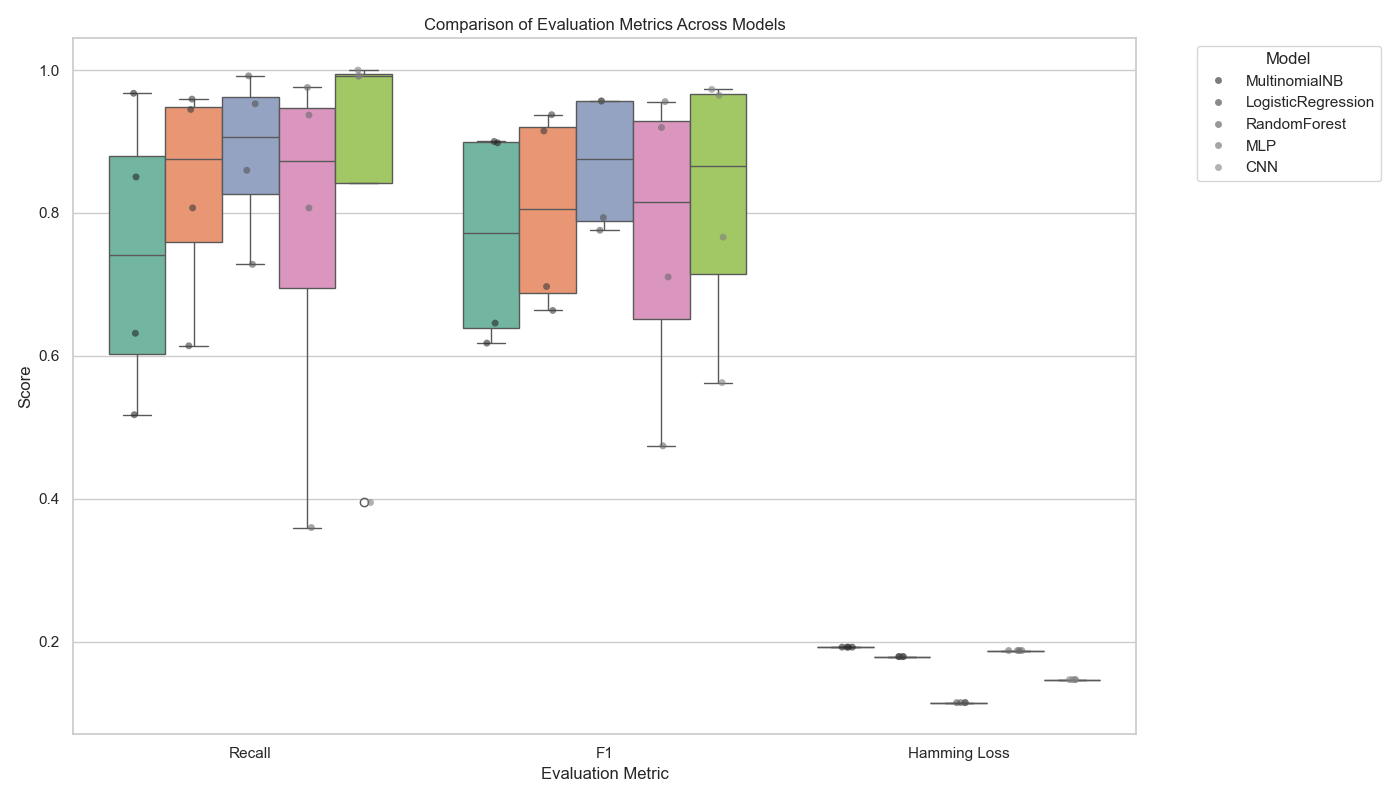 Comparison of Evaluation Metrics Across Models
Model
MultinomialNB
LogisticRegression
RandomForest
MLP
CNN
1.0
0.8
0.6
0.4
0.2
Score
Recall
F1
Hamming Loss
Evaluation Metric